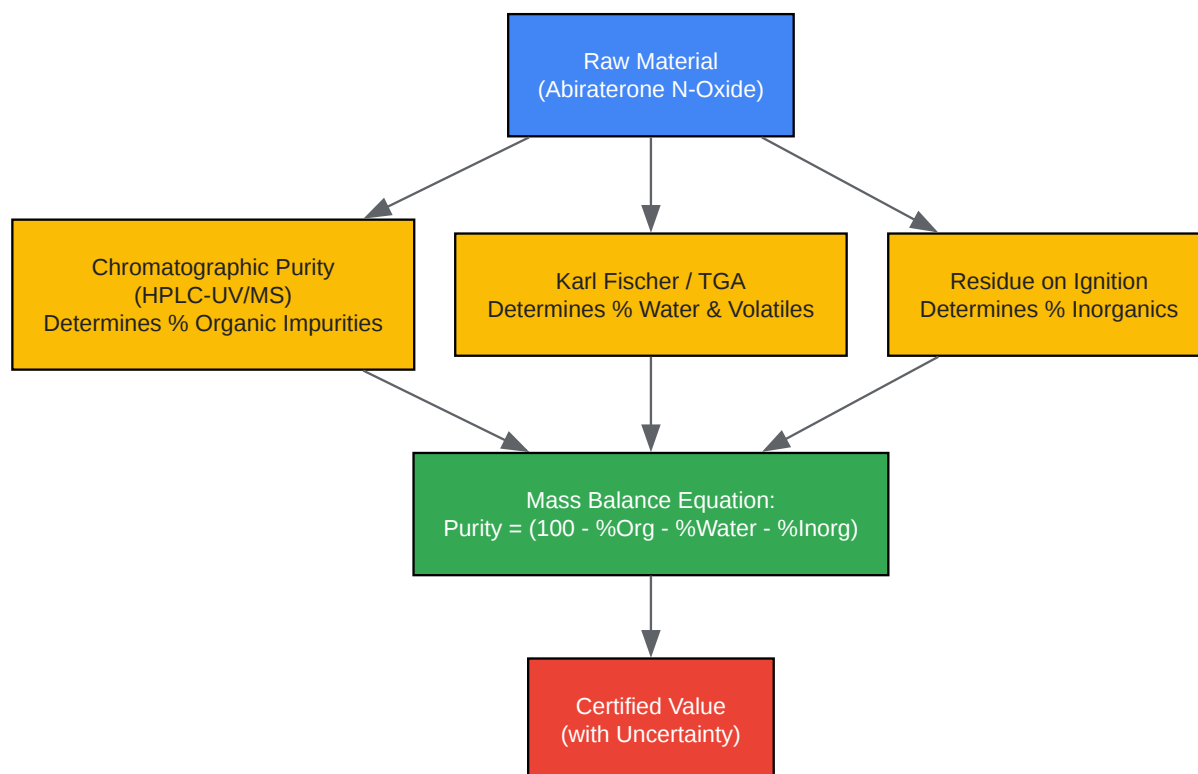 Raw Material
(Abiraterone N-Oxide)
Chromatographic Purity
(HPLC-UV/MS)
Determines % Organic Impurities
Karl Fischer / TGA
Determines % Water & Volatiles
Residue on Ignition
Determines % Inorganics
Mass Balance Equation:
Purity = (100 - %Org - %Water - %Inorg)
Certified Value
(with Uncertainty)